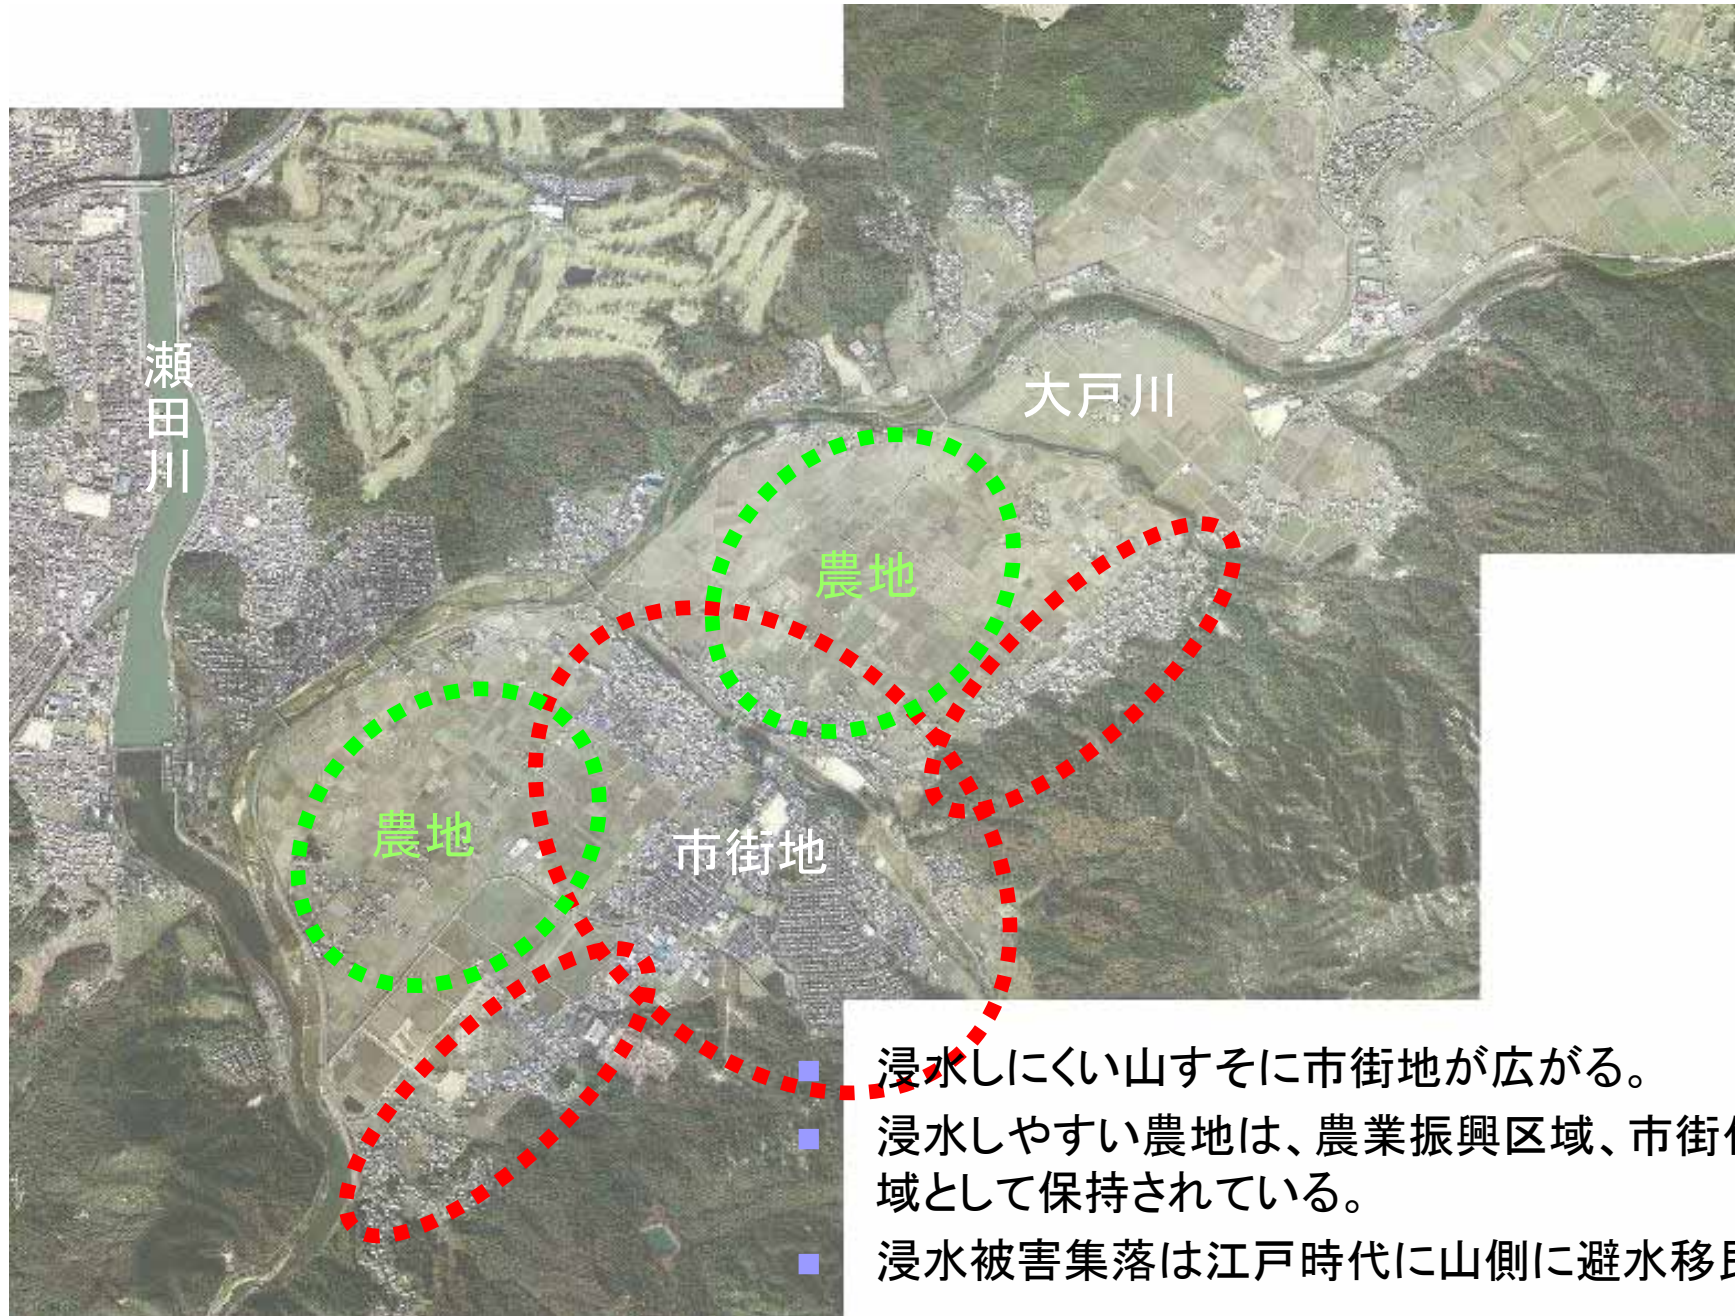 瀬田川
大戸川
農地
農地
市街地
浸水しにくい山すそに市街地が広がる。
浸水しやすい農地は、農業振興区域、市街
域として保持されている。
浸水被害集落は江戸時代に山側に避水移